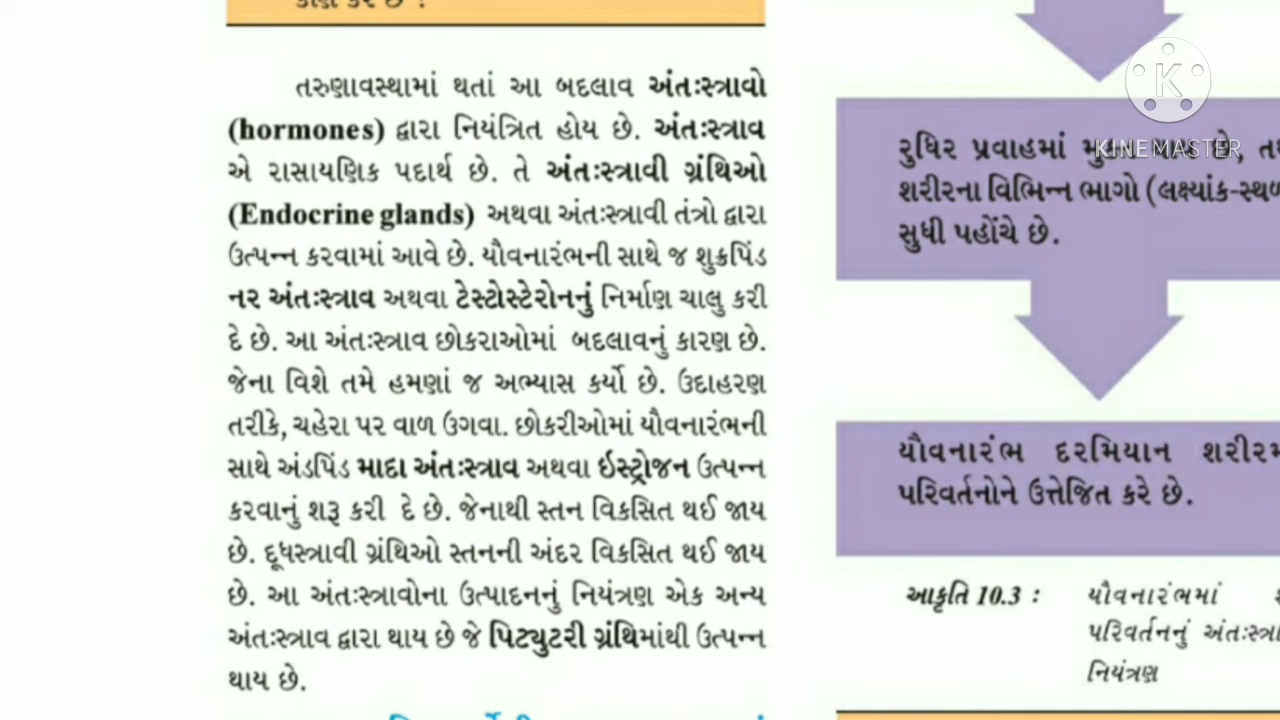 તરુણાવસ્થામાં થતાં આ બદલાવ અંતઃસ્ત્રાવો
(hormones) દ્વારા નિયંત્રિત હોય છે. અંતઃસ્ત્રાવ
એ રાસાયણિક પદાર્થ છે. તે અંતઃસ્ત્રાવી ગ્રંથિઓ
(Endocrine glands) અથવા અંતઃસ્ત્રાવી તંત્રો દ્વારા
ઉત્પન્ન કરવામાં આવે છે. યૌવનારંભની સાથે જ શુક્રપિંડ
નર અંતઃસ્ત્રાવ અથવા ટેસ્ટોસ્ટેરોનનું નિર્માણ ચાલુ કરી
દે છે. આ અંતઃસ્ત્રાવ છોકરાઓમાં બદલાવનું કારણ છે.
જેના વિશે તમે હમણાં જ અભ્યાસ કર્યો છે. ઉદાહરણ
તરીકે, ચહેરા પર વાળ ઉગવા. છોકરીઓમાં યૌવનારંભની
સાથે અંડપિંડ માદા અંતઃસ્ત્રાવ અથવા ઇસ્ટ્રોજન ઉત્પન્ન
કરવાનું શરૂ કરી દે છે. જેનાથી સ્તન વિકસિત થઈ જાય
છે. દૂધસ્ત્રાવી ગ્રંથિઓ સ્તનની અંદર વિકસિત થઈ જાય
છે. આ અંતઃસ્ત્રાવોના ઉત્પાદનનું નિયંત્રણ એક અન્ય
અંતઃસ્ત્રાવ દ્વારા થાય છે જે પિટ્યુટરી ગ્રંથિમાંથી ઉત્પન્ન
થાય છે.
K
KINEMASTER
રુધિર પ્રવાહમાં
શરીરના વિભિન્ન ભાગો
સુધી પહોંચે છે.
યૌવનારંભ દરમિયાન
પરિવર્તનોને ઉત્તેજિત કરે છે.
આકૃતિ 10.3 : યૌવનારંભમાં
પરિવર્તનનું
નિયંત્રણ